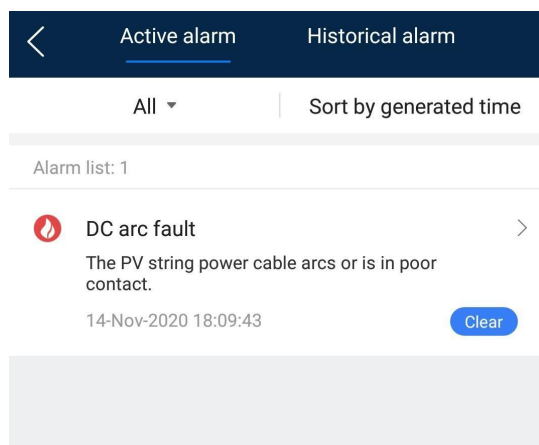 Active alarm Historical alarm
All Sort by generated time
Alarm list: 1
DC arc fault
The PV string power cable arcs or is in poor
contact.
14-Nov-2020 18:09:43 Clear